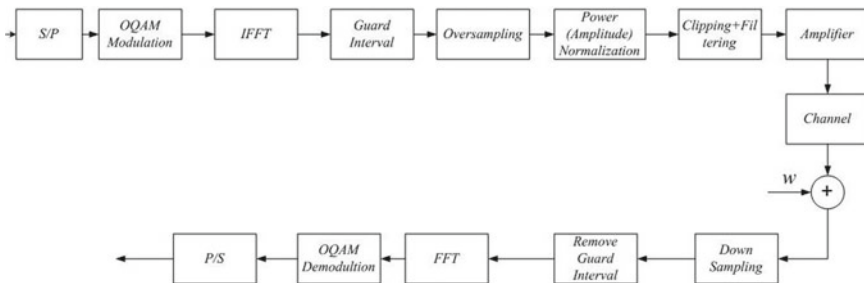 S/P
OQAM
Modulation
IFFT
Guard
Interval
Oversampling
Power
(Amplitude)
Normalization
Clipping+Fil
tering
Amplifier
Channel
w
+
Down
Sampling
Remove
Guard
Interval
FFT
OQAM
Demodultion
P/S